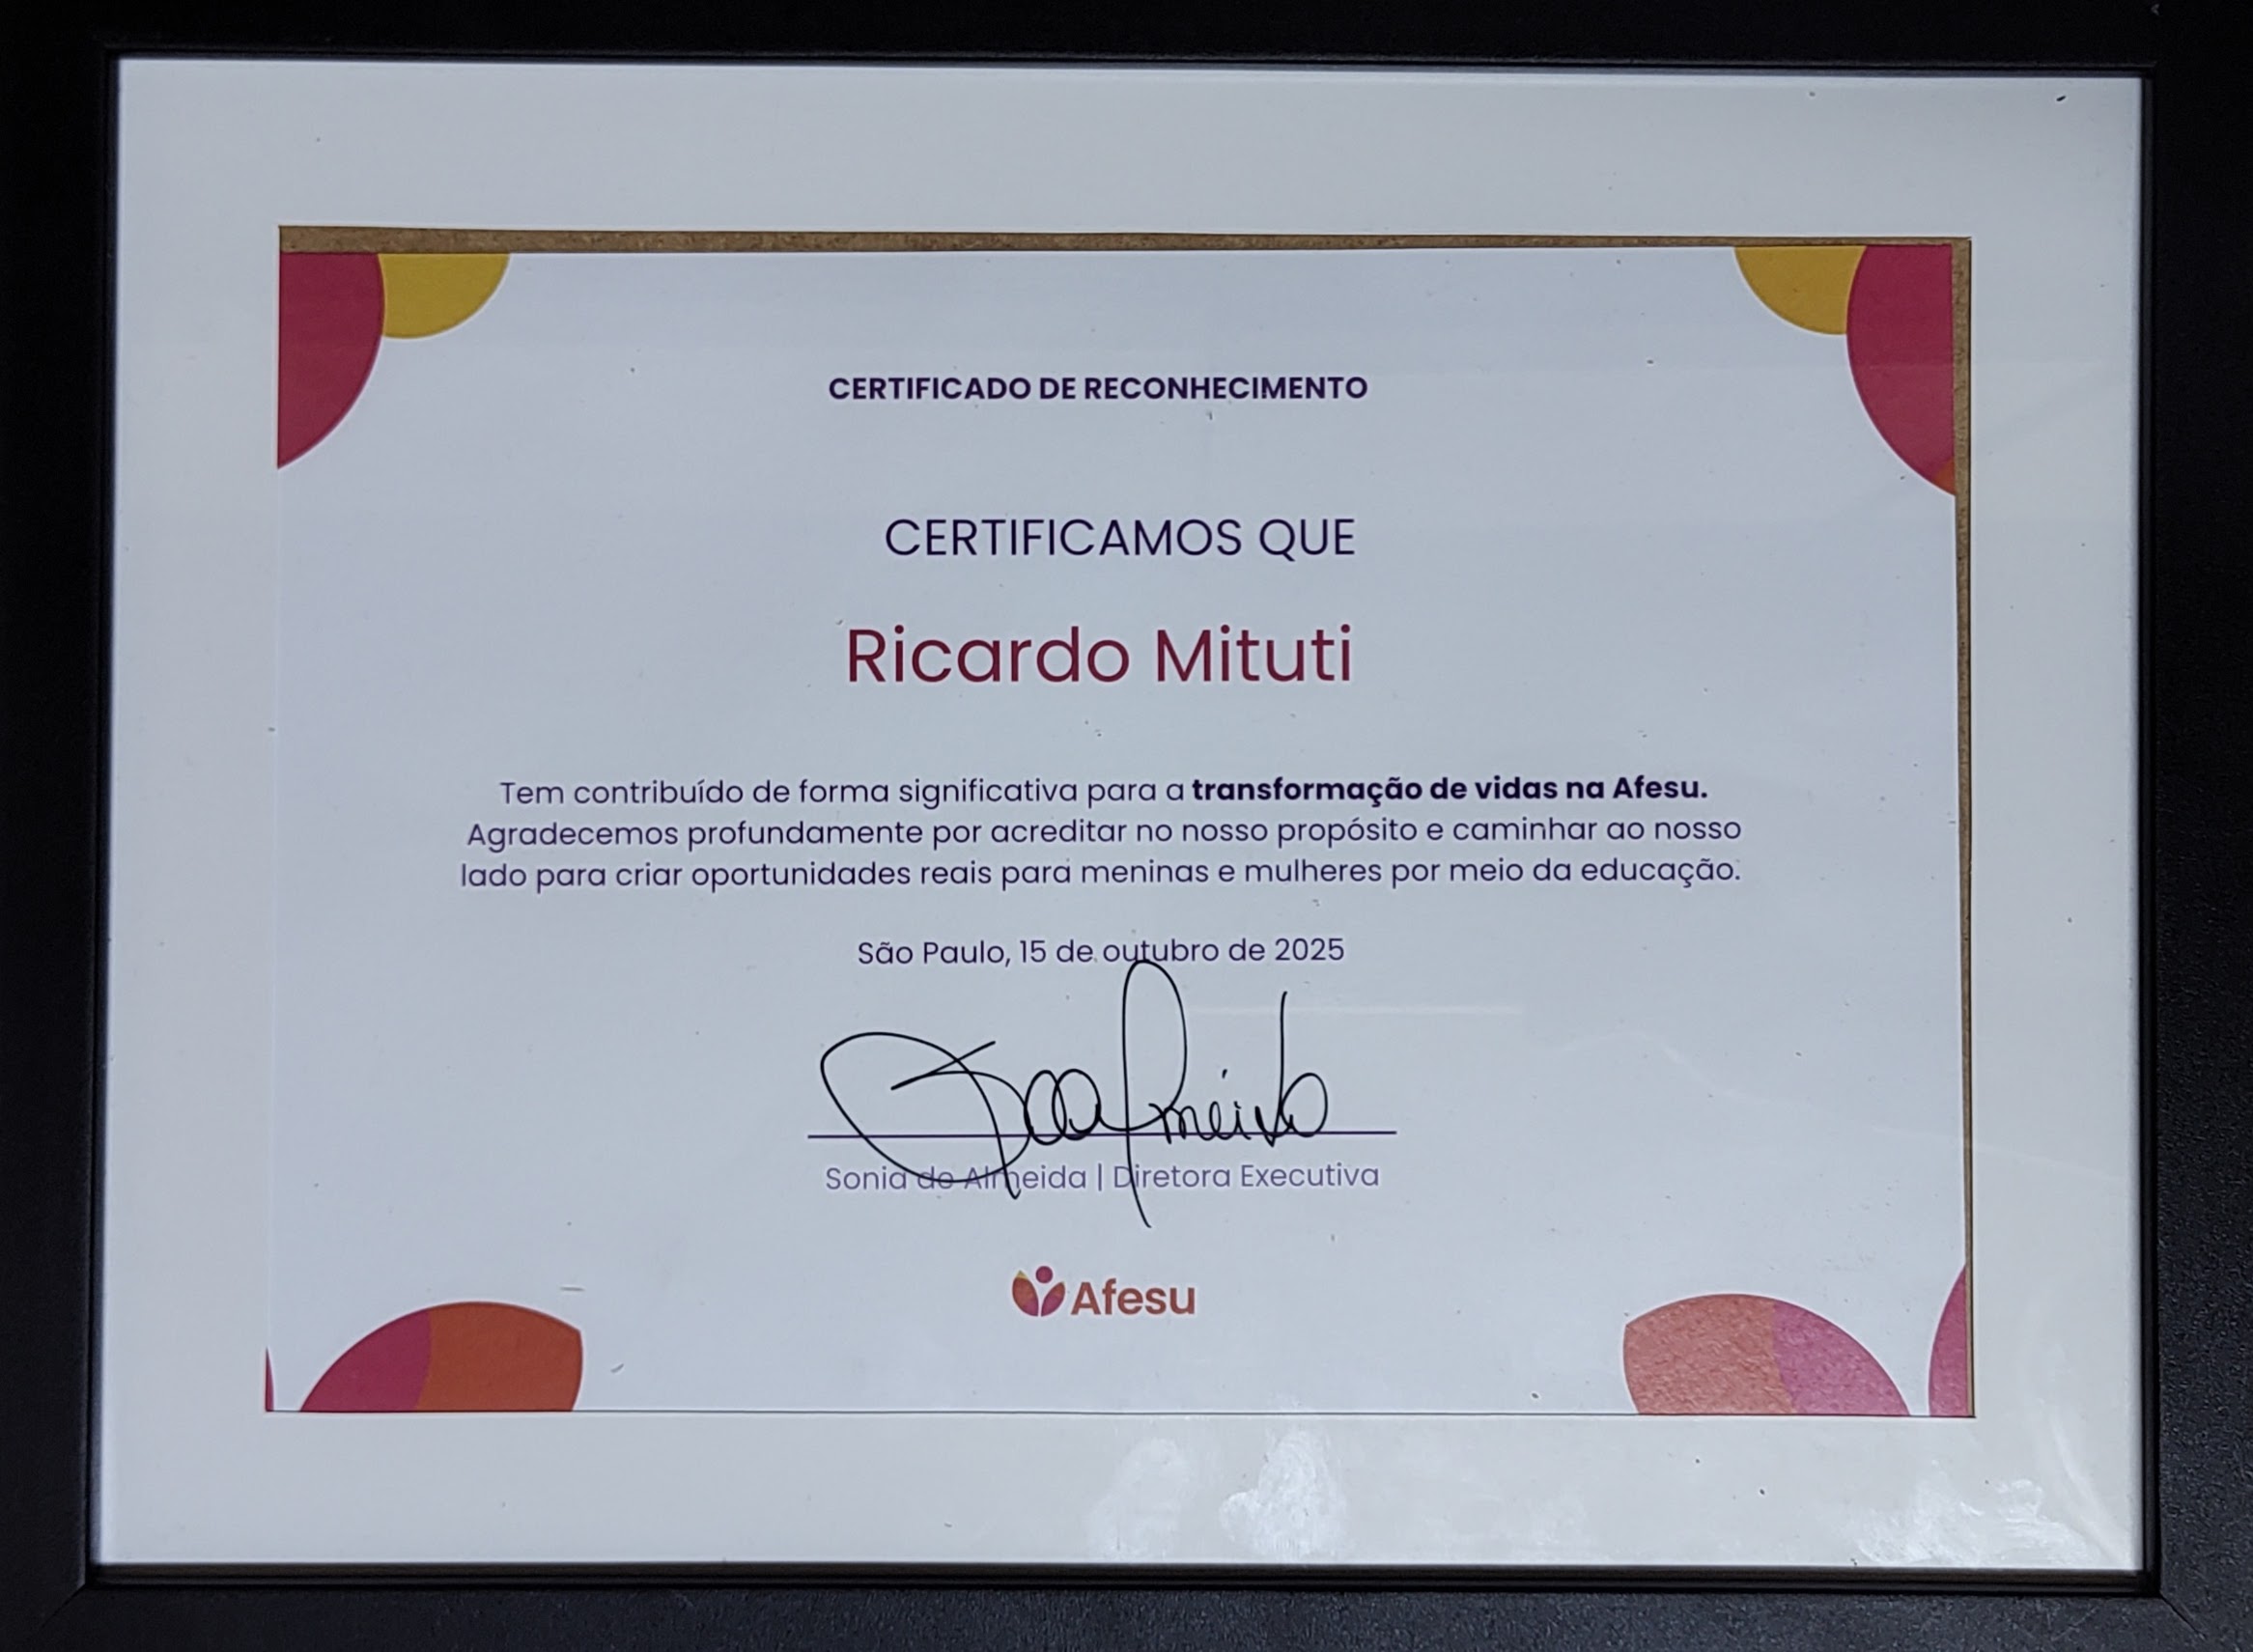 CERTIFICADO DE RECONHECIMENTO
CERTIFICAMOS QUE
Ricardo Mituti
Tem contribuído de forma significativa para a transformação de vidas na Afesu.
Agradecemos profundamente por acreditar no nosso propósito e caminhar ao nosso
lado para criar oportunidades reais para meninas e mulheres por meio da educação.
São Paulo, 15 de outubro de 2025
Sonia de Almeida | Diretora Executiva
Afesu